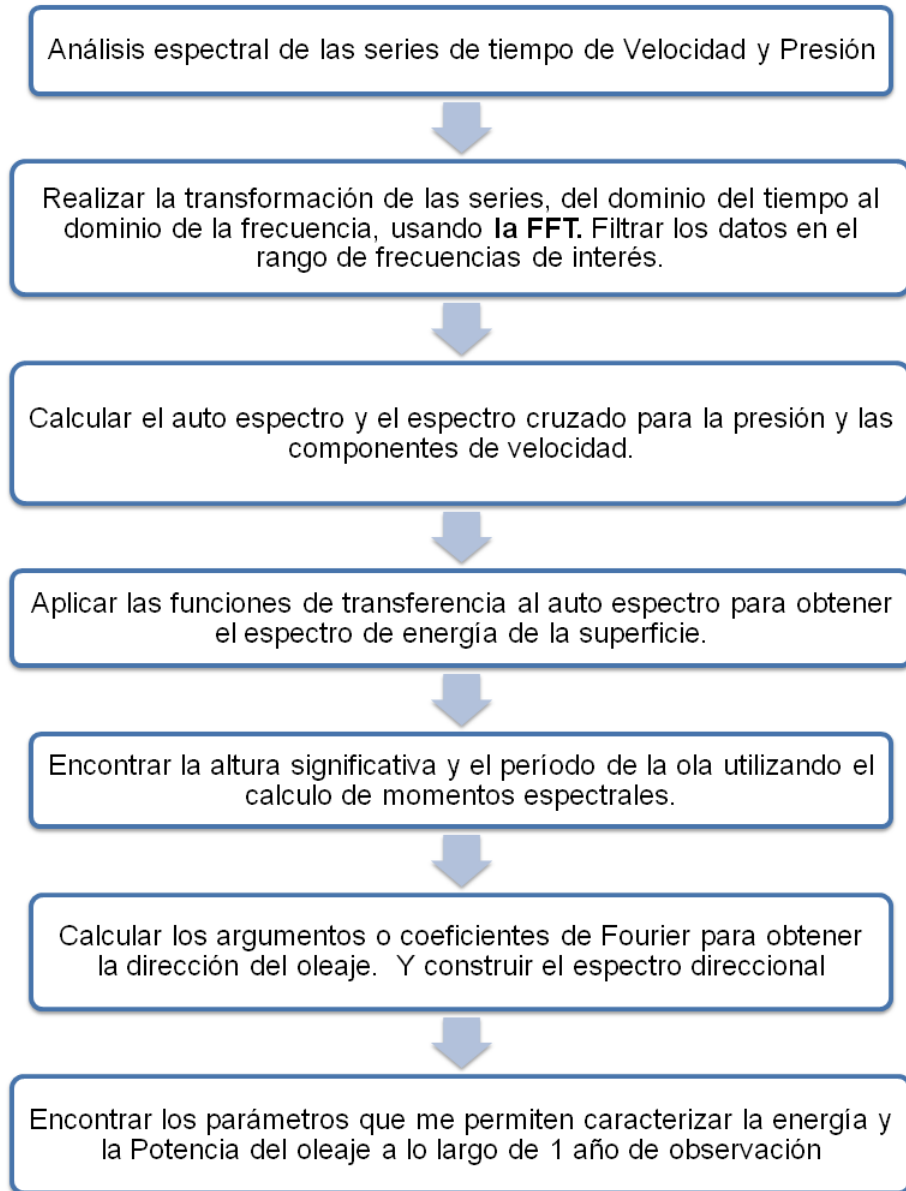 Análisis espectral de las series de tiempo de Velocidad y Presión
Realizar la transformación de las series, del dominio del tiempo al
dominio de la frecuencia, usando la FFT. Filtrar los datos en el
rango de frecuencias de interés.
Calcular el auto espectro y el espectro cruzado para la presión y las
componentes de velocidad.
Aplicar las funciones de transferencia al auto espectro para obtener
el espectro de energía de la superficie.
Encontrar la altura significativa y el período de la ola utilizando el
calculo de momentos espectrales.
Calcular los argumentos o coeficientes de Fourier para obtener
la dirección del oleaje.  Y construir el espectro direccional
Encontrar los parámetros que me permiten caracterizar la energía y
la Potencia del oleaje a lo largo de 1 año de observación